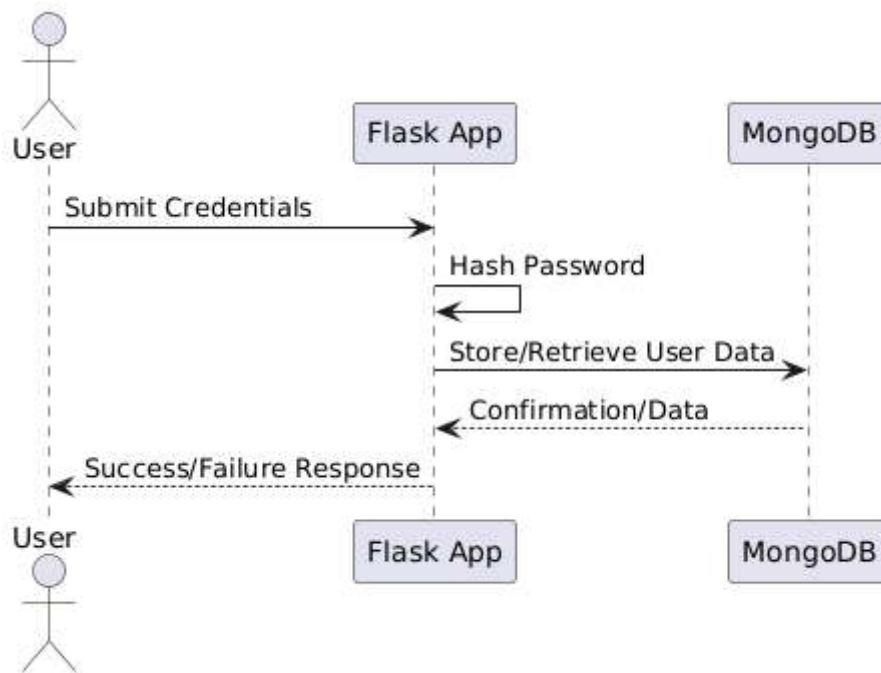 User
Flask App
MongoDB
Submit Credentials
Hash Password
Store/Retrieve User Data
Confirmation/Data
Success/Failure Response
User
Flask App
MongoDB